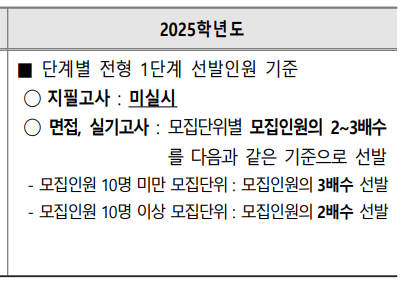 2025학년도
■ 단계별 전형 1단계 선발인원 기준
○ 지필고사 : 미실시
○ 면접, 실기고사 : 모집단위별 모집인원의 2~3배수
를 다음과 같은 기준으로 선발
- 모집인원 10명 미만 모집단위 : 모집인원의 3배수 선발
- 모집인원 10명 이상 모집단위 : 모집인원의 2배수 선발